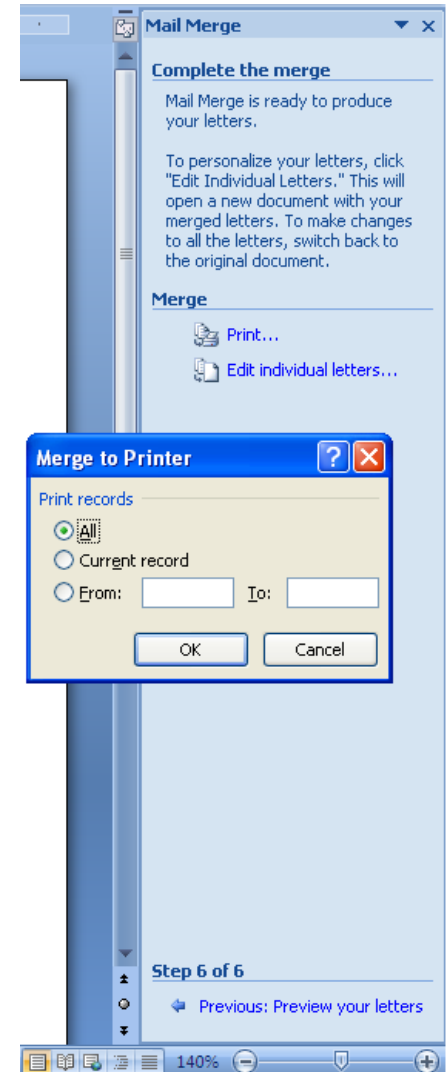 Mail Merge
Complete the merge
Mail Merge is ready to produce
your letters.
To personalize your letters, click
"Edit Individual Letters." This will
open a new document with your
merged letters. To make changes
to all the letters, switch back to
the original document.
Merge
Print...
Edit individual letters...
Merge to Printer
Print records
All
Current record
From: To:
OK Cancel
Step 6 of 6
Previous: Preview your letters
140%